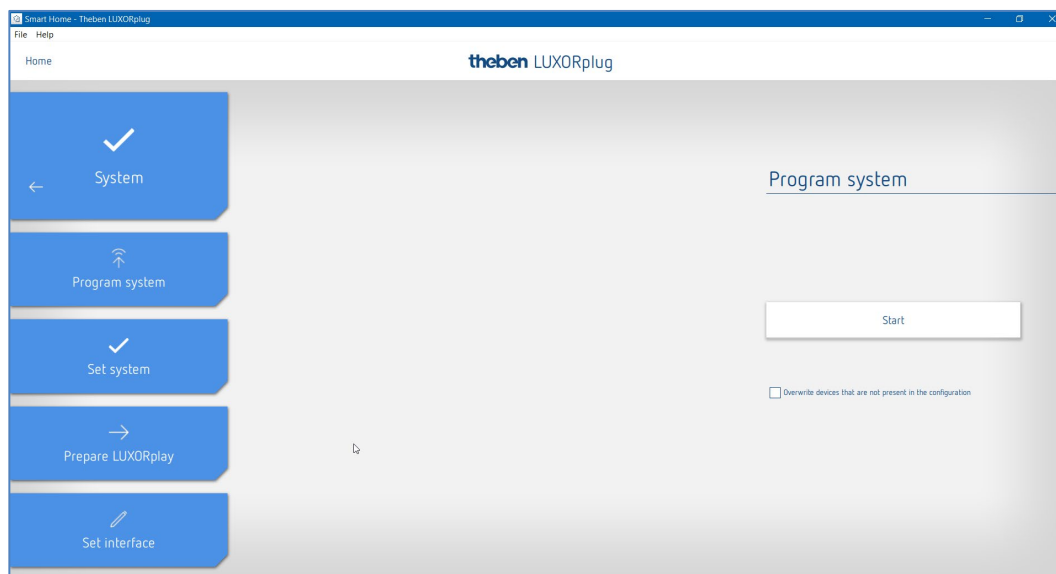 Smart Home - Theben LUXORplug
File Help
Home
theben LUXORplug
System
Program system
Set system
Prepare LUXORplay
Set interface
Program system
Start
Overwrite devices that are not present in the configuration